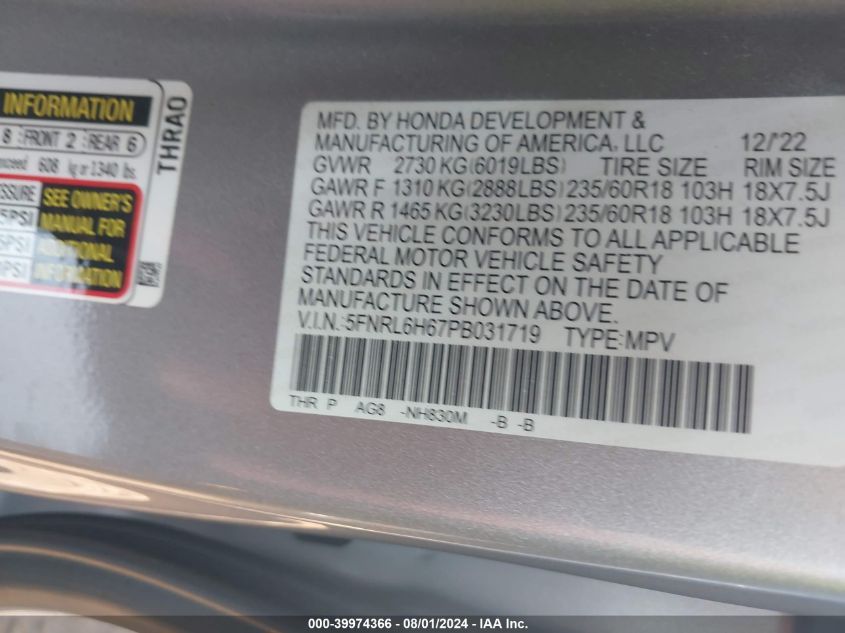 INFORMATION
8 FRONT 2 REAR 6
exceed 608 kg or 1340 lbs.
SEE OWNER'S
MANUAL FOR
ADDITIONAL
INFORMATION
THRA0
MFD. BY HONDA DEVELOPMENT &
MANUFACTURING OF AMERICA, LLC 12/'22
GVWR 2730 KG(6019LBS) TIRE SIZE RIM SIZE
GAWR F 1310 KG(2888LBS) 235/60R18 103H 18X7.5J
GAWR R 1465 KG(3230LBS) 235/60R18 103H 18X7.5J
THIS VEHICLE CONFORMS TO ALL APPLICABLE
FEDERAL MOTOR VEHICLE SAFETY
STANDARDS IN EFFECT ON THE DATE OF
MANUFACTURE SHOWN ABOVE.
V.I.N.:5FNRL6H67PB031719 TYPE:MPV
THR P AG8 -NH830M -B -B
000-39974366 - 08/01/2024 - IAA Inc.